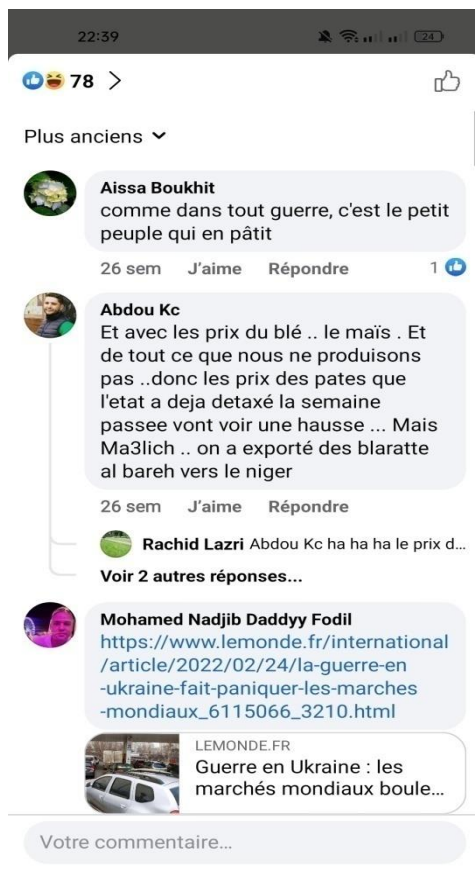 22:39
24
78 >
Plus anciens
Aissa Boukhit
comme dans tout guerre, c'est le petit
peuple qui en pâtit
26 sem J'aime Répondre 1
Abdou Kc
Et avec les prix du blé .. le maïs . Et
de tout ce que nous ne produisons
pas ..donc les prix des pates que
l'etat a deja detaxé la semaine
passee vont voir une hausse ... Mais
Ma3lich .. on a exporté des blaratte
al bareh vers le niger
26 sem J'aime Répondre
Rachid Lazri Abdou Kc ha ha ha le prix d...
Voir 2 autres réponses...
Mohamed Nadjib Daddyy Fodil
https://www.lemonde.fr/international
/article/2022/02/24/la-guerre-en
-ukraine-fait-paniquer-les-marches
-mondiaux_6115066_3210.html
LEMONDE.FR
Guerre en Ukraine : les
marchés mondiaux boule...
Votre commentaire...